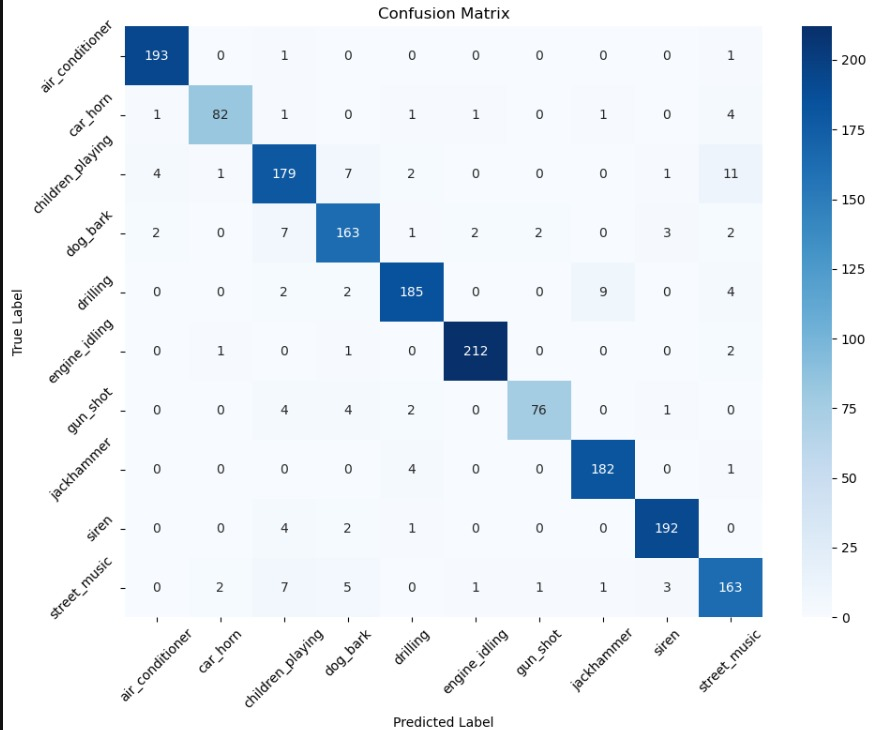 Confusion Matrix
air_conditioner 193 0 1 0 0 0 0 0 0 1
car_horn 1 82 1 0 1 1 0 1 0 4
children_playing 4 1 179 7 2 0 0 0 1 11
dog_bark 2 0 7 163 1 2 2 0 3 2
drilling 0 0 2 2 185 0 0 9 0 4
engine_idling 0 1 0 1 0 212 0 0 0 2
gun_shot 0 0 4 4 2 0 76 0 1 0
jackhammer 0 0 0 0 4 0 0 182 0 1
siren 0 0 4 2 1 0 0 0 192 0
street_music 0 2 7 5 0 1 1 1 3 163
True Label
air_conditioner car_horn children_playing dog_bark drilling engine_idling gun_shot jackhammer siren street_music
Predicted Label
200
175
150
125
100
75
50
25
0